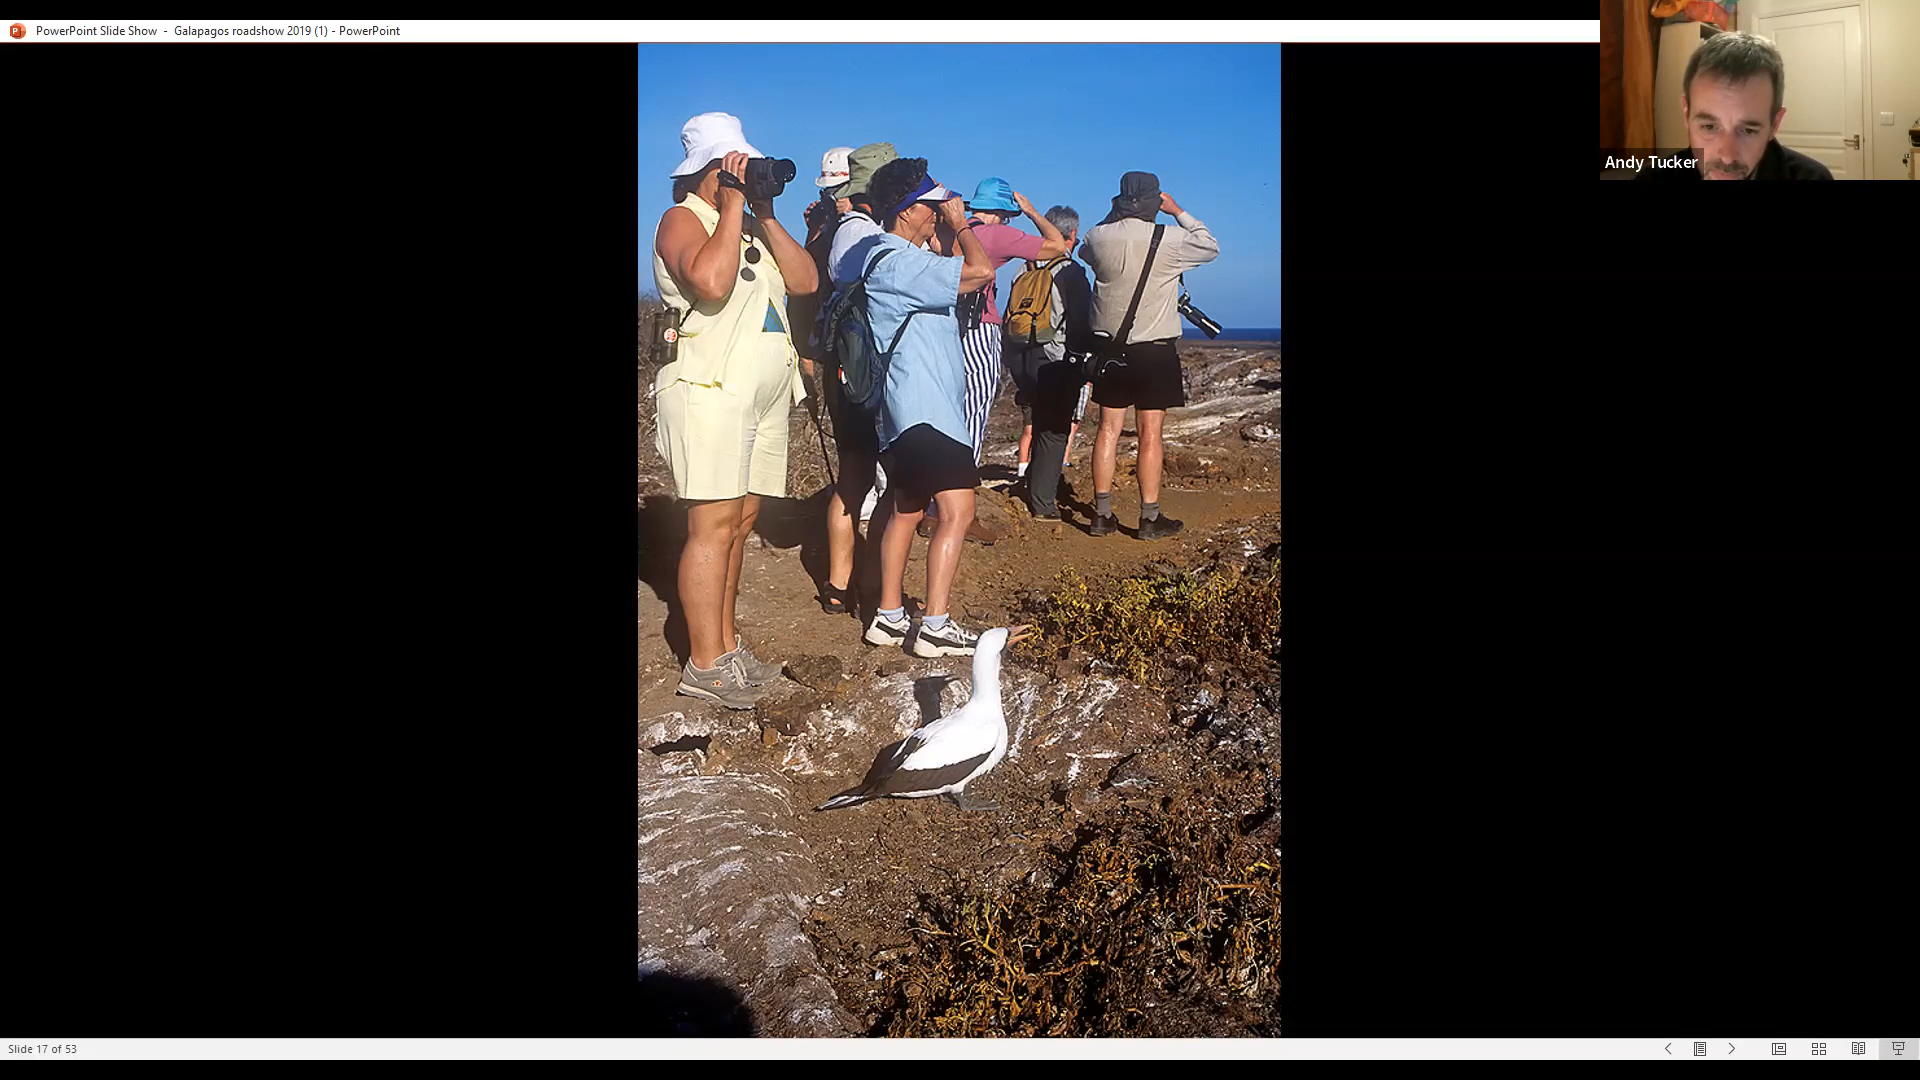 PowerPoint Slide Show - Galapagos roadshow 2019 (1) - PowerPoint
Andy Tucker
Slide 17 of 53